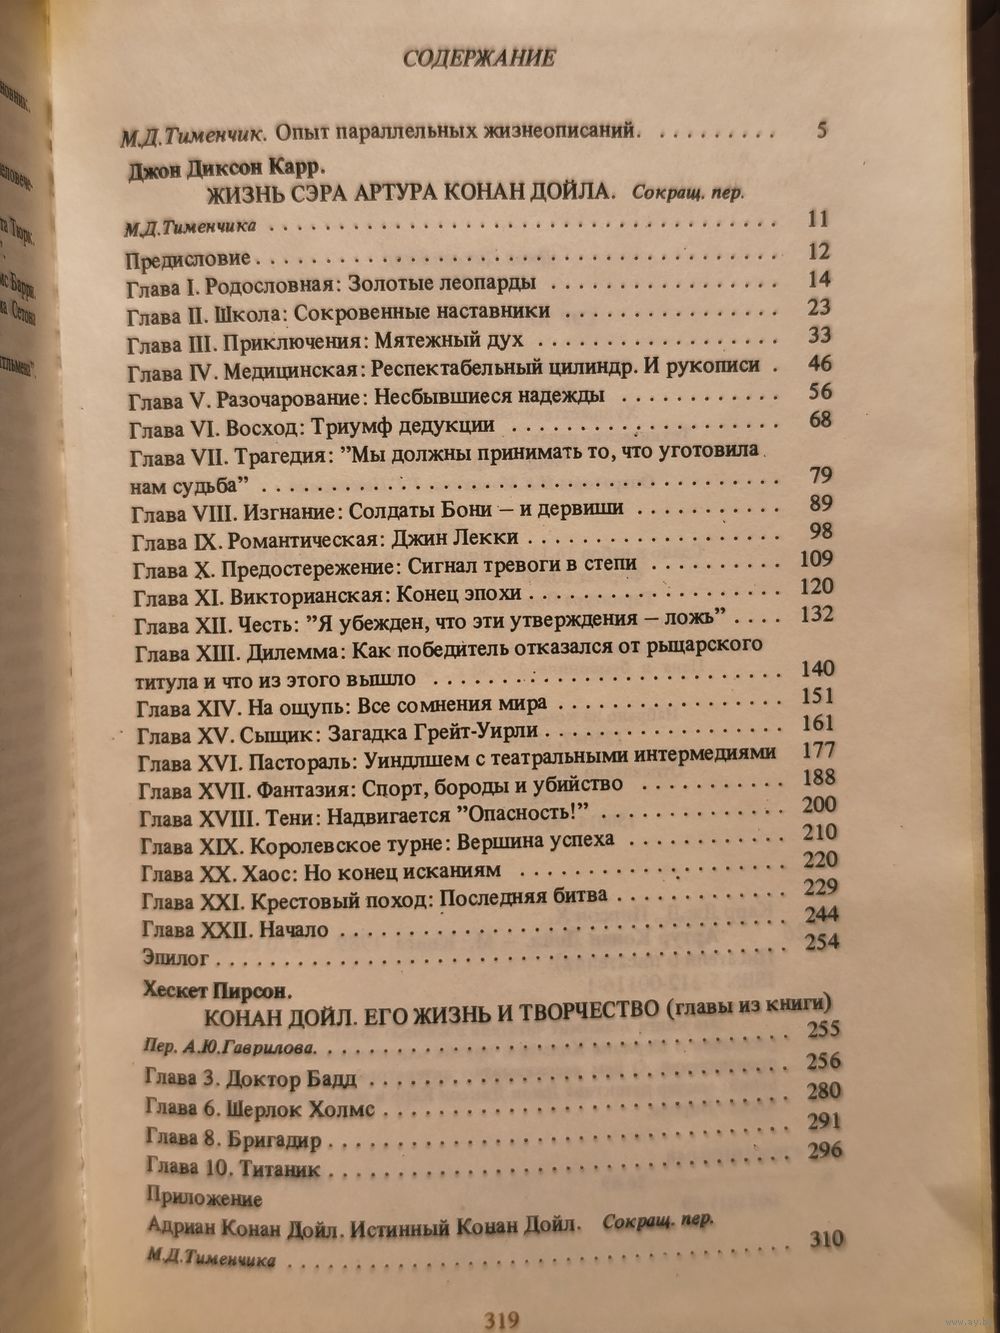 СОДЕРЖАНИЕ
М.Д.Тименчик. Опыт параллельных жизнеописаний. . . . . . . . . . 5
Джон Диксон Карр.
ЖИЗНЬ СЭРА АРТУРА КОНАН ДОЙЛА. Сокращ. пер.
М.Д.Тименчика . . . . . . . . . . 11
Предисловие . . . . . . . . . . 12
Глава I. Родословная: Золотые леопарды . . . . . . . . . . 14
Глава II. Школа: Сокровенные наставники . . . . . . . . . . 23
Глава III. Приключения: Мятежный дух . . . . . . . . . . 33
Глава IV. Медицинская: Респектабельный цилиндр. И рукописи . 46
Глава V. Разочарование: Несбывшиеся надежды . . . . . . . . . . 56
Глава VI. Восход: Триумф дедукции . . . . . . . . . . 68
Глава VII. Трагедия: ”Мы должны принимать то, что уготовила
нам судьба” . . . . . . . . . . 79
Глава VIII. Изгнание: Солдаты Бони — и дервиши . . . . . . . . . . 89
Глава IX. Романтическая: Джин Лекки . . . . . . . . . . 98
Глава X. Предостережение: Сигнал тревоги в степи . . . . . . . . . . 109
Глава XI. Викторианская: Конец эпохи . . . . . . . . . . 120
Глава XII. Честь: ”Я убежден, что эти утверждения — ложь” . . . . 132
Глава XIII. Дилемма: Как победитель отказался от рыцарского
титула и что из этого вышло . . . . . . . . . . 140
Глава XIV. На ощупь: Все сомнения мира . . . . . . . . . . 151
Глава XV. Сыщик: Загадка Грейт-Уирли . . . . . . . . . . 161
Глава XVI. Пастораль: Уиндлшем с театральными интермедиями 177
Глава XVII. Фантазия: Спорт, бороды и убийство . . . . . . . . . . 188
Глава XVIII. Тени: Надвигается ”Опасность!” . . . . . . . . . . 200
Глава XIX. Королевское турне: Вершина успеха . . . . . . . . . . 210
Глава XX. Хаос: Но конец исканиям . . . . . . . . . . 220
Глава XXI. Крестовый поход: Последняя битва . . . . . . . . . . 229
Глава XXII. Начало . . . . . . . . . . 244
Эпилог . . . . . . . . . . 254
Хескет Пирсон.
КОНАН ДОЙЛ. ЕГО ЖИЗНЬ И ТВОРЧЕСТВО (главы из книги)
Пер. А.Ю.Гаврилова. . . . . . . . . . . 255
Глава 3. Доктор Бадд . . . . . . . . . . 256
Глава 6. Шерлок Холмс . . . . . . . . . . 280
Глава 8. Бригадир . . . . . . . . . . 291
Глава 10. Титаник . . . . . . . . . . 296
Приложение
Адриан Конан Дойл. Истинный Конан Дойл. Сокращ. пер.
М.Д.Тименчика . . . . . . . . . . 310
319
www.ay.by